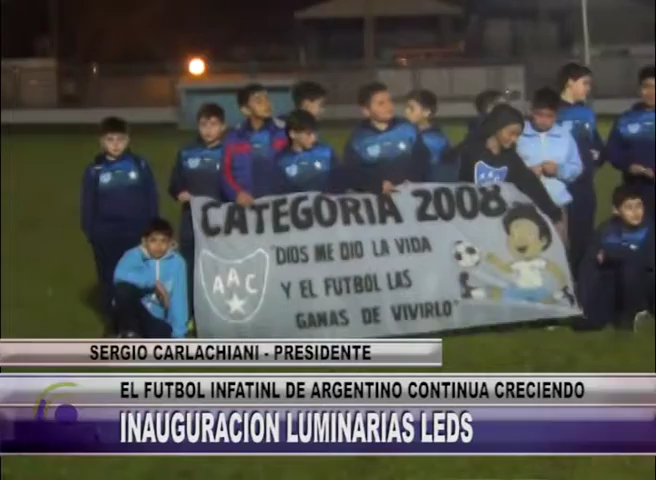 CATEGORIA 2008
"DIOS ME DIO LA VIDA
Y EL FUTBOL LAS
GANAS DE VIVIRLO"
AAC
SERGIO CARLACHIANI - PRESIDENTE
EL FUTBOL INFATINL DE ARGENTINO CONTINUA CRECIENDO
INAUGURACION LUMINARIAS LEDS